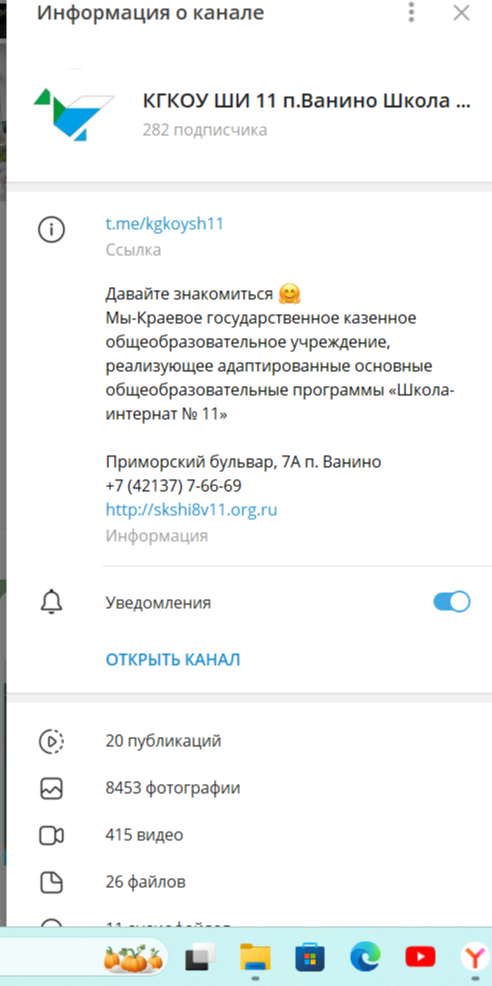 Информация о канале
КГКОУ ШИ 11 п.Ванино Школа ...
282 подписчика
t.me/kgkoysh11
Ссылка
Давайте знакомиться 🤗
Мы-Краевое государственное казенное
общеобразовательное учреждение,
реализующее адаптированные основные
общеобразовательные программы «Школа-
интернат № 11»
Приморский бульвар, 7А п. Ванино
+7 (42137) 7-66-69
http://skshi8v11.org.ru
Информация
Уведомления
ОТКРЫТЬ КАНАЛ
20 публикаций
8453 фотографии
415 видео
26 файлов